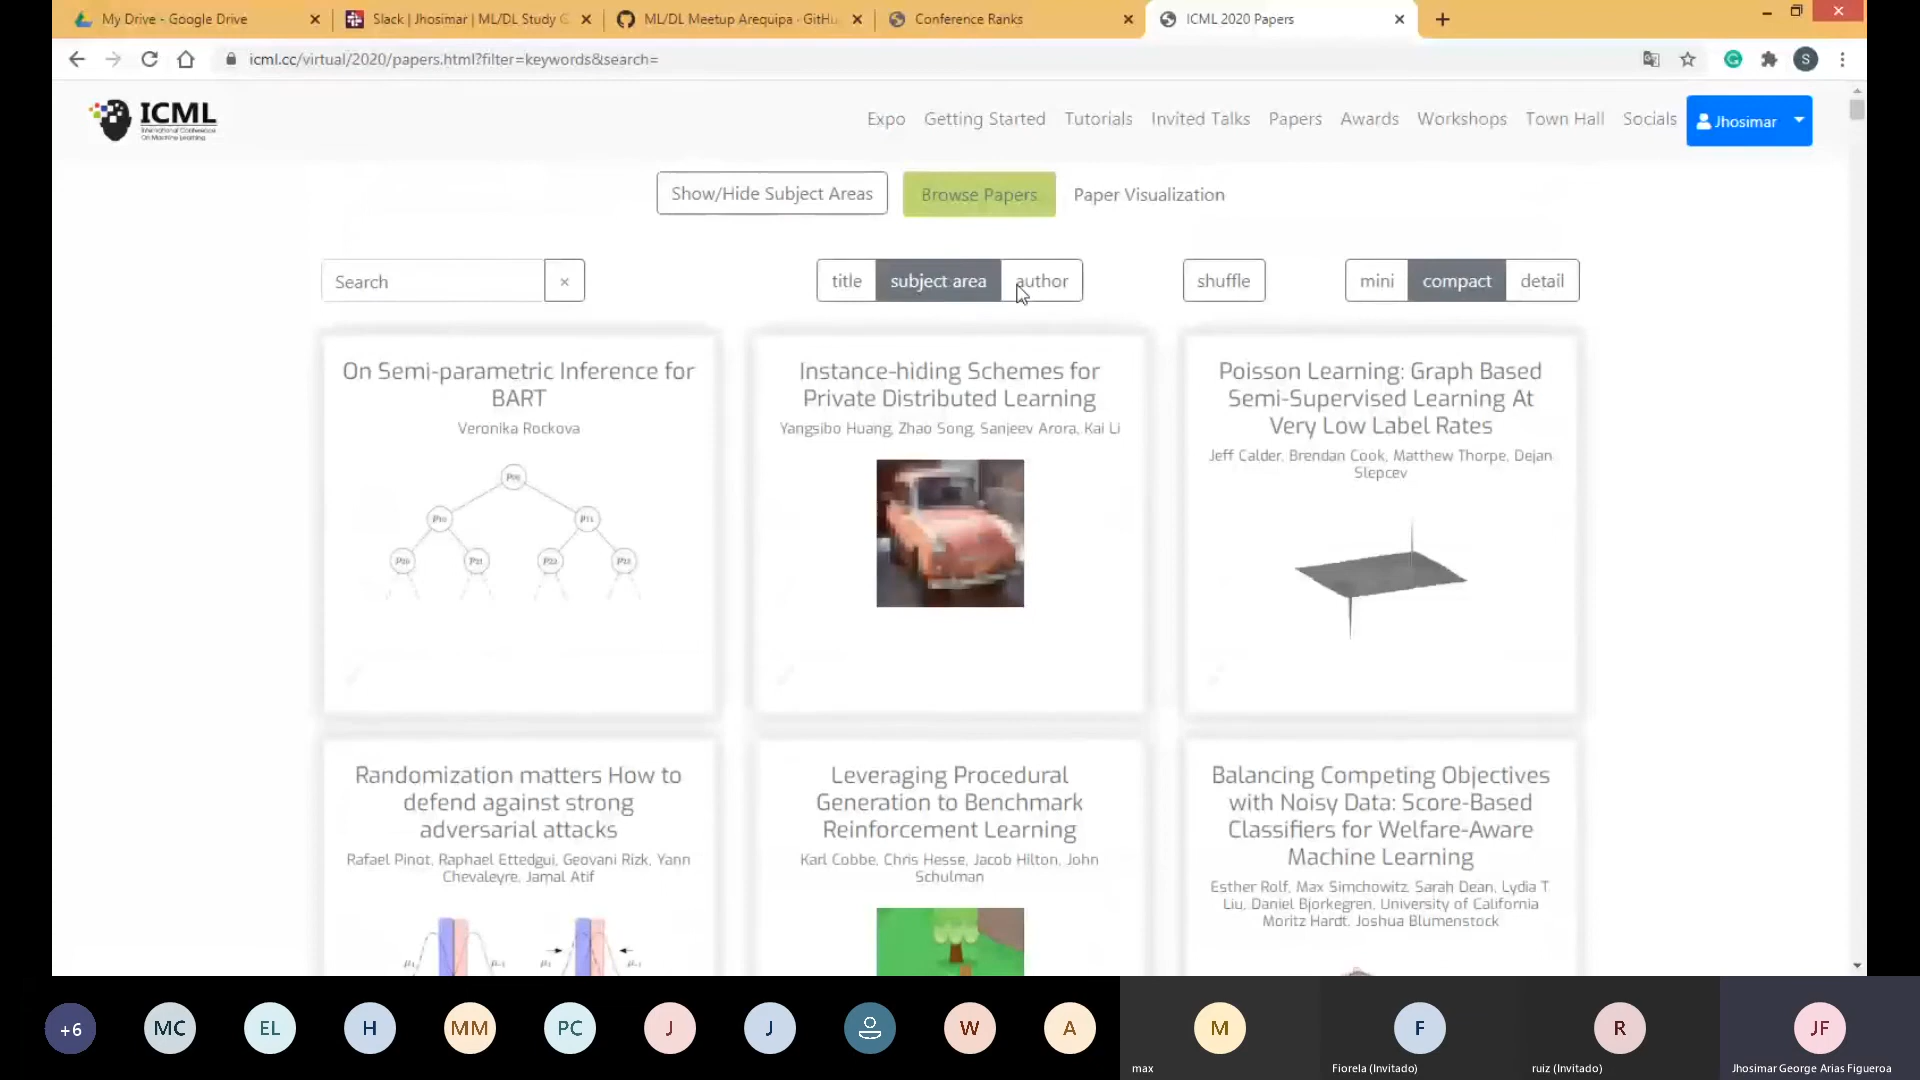 My Drive - Google Drive
Slack | Jhosimar | ML/DL Study G
ML/DL Meetup Arequipa · GitHu
Conference Ranks
ICML 2020 Papers
icml.cc/virtual/2020/papers.html?filter=keywords&search=
S
ICML
International Conference
On Machine Learning
Expo
Getting Started
Tutorials
Invited Talks
Papers
Awards
Workshops
Town Hall
Socials
Jhosimar
Show/Hide Subject Areas
Browse Papers
Paper Visualization
Search
×
title
subject area
author
shuffle
mini
compact
detail
On Semi-parametric Inference for
BART
Veronika Rockova
Instance-hiding Schemes for
Private Distributed Learning
Yangsibo Huang, Zhao Song, Sanjeev Arora, Kai Li
Poisson Learning: Graph Based
Semi-Supervised Learning At
Very Low Label Rates
Jeff Calder, Brendan Cook, Matthew Thorpe, Dejan
Slepcev
Randomization matters How to
defend against strong
adversarial attacks
Rafael Pinot, Raphael Ettedgui, Geovani Rizk, Yann
Chevaleyre, Jamal Atif
Leveraging Procedural
Generation to Benchmark
Reinforcement Learning
Karl Cobbe, Chris Hesse, Jacob Hilton, John
Schulman
Balancing Competing Objectives
with Noisy Data: Score-Based
Classifiers for Welfare-Aware
Machine Learning
Esther Rolf, Max Simchowitz, Sarah Dean, Lydia T
Liu, Daniel Bjorkegren, University of California
Moritz Hardt, Joshua Blumenstock
+6
MC
EL
H
MM
PC
J
J
W
A
M
max
F
Fiorela (Invitado)
R
ruiz (Invitado)
JF
Jhosimar George Arias Figueroa